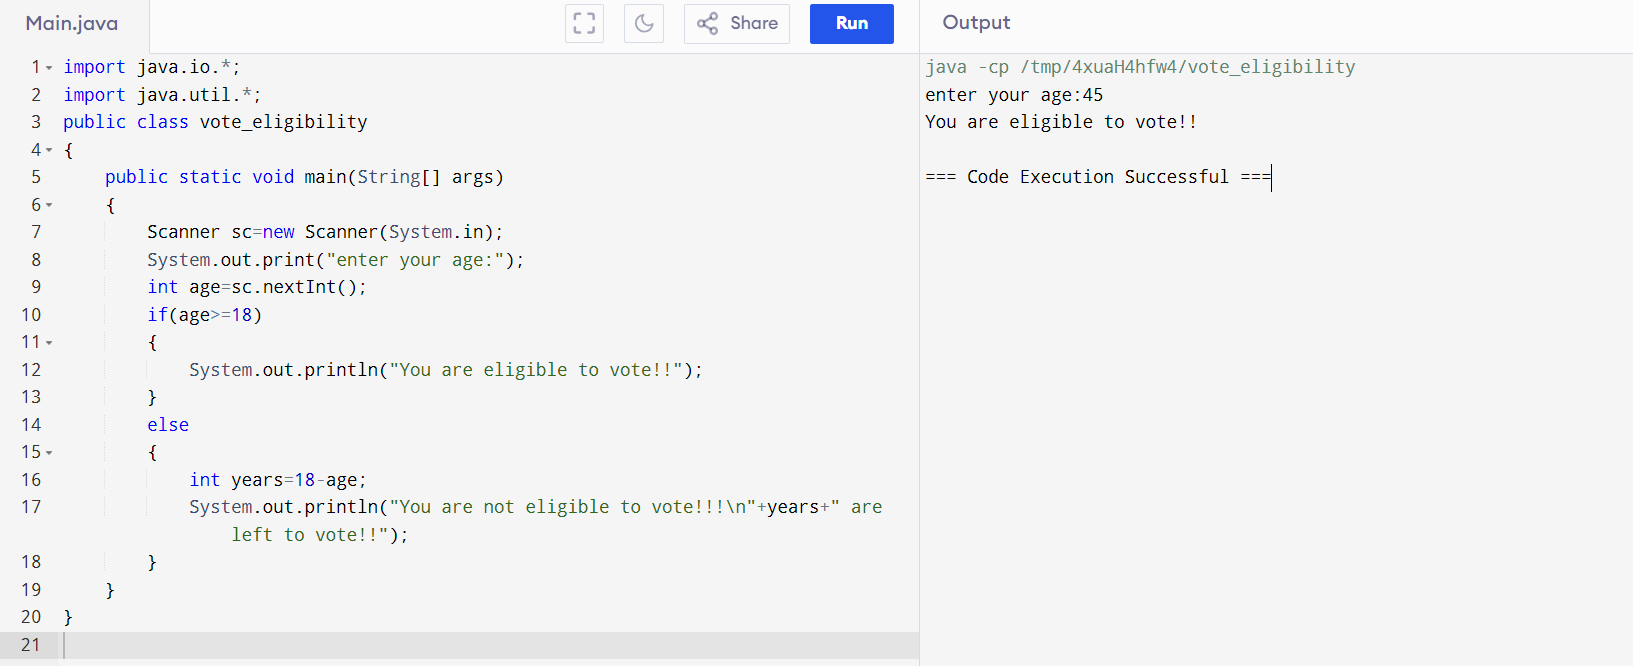 Main.java Share Run Output
1 import java.io.*;
2 import java.util.*;
3 public class vote_eligibility
4 {
5 public static void main(String[] args)
6 {
7 Scanner sc=new Scanner(System.in);
8 System.out.print("enter your age:");
9 int age=sc.nextInt();
10 if(age>=18)
11 {
12 System.out.println("You are eligible to vote!!");
13 }
14 else
15 {
16 int years=18-age;
17 System.out.println("You are not eligible to vote!!!\n"+years+" are
left to vote!!");
18 }
19 }
20 }
21
java -cp /tmp/4xuaH4hfw4/vote_eligibility
enter your age:45
You are eligible to vote!!
=== Code Execution Successful ===